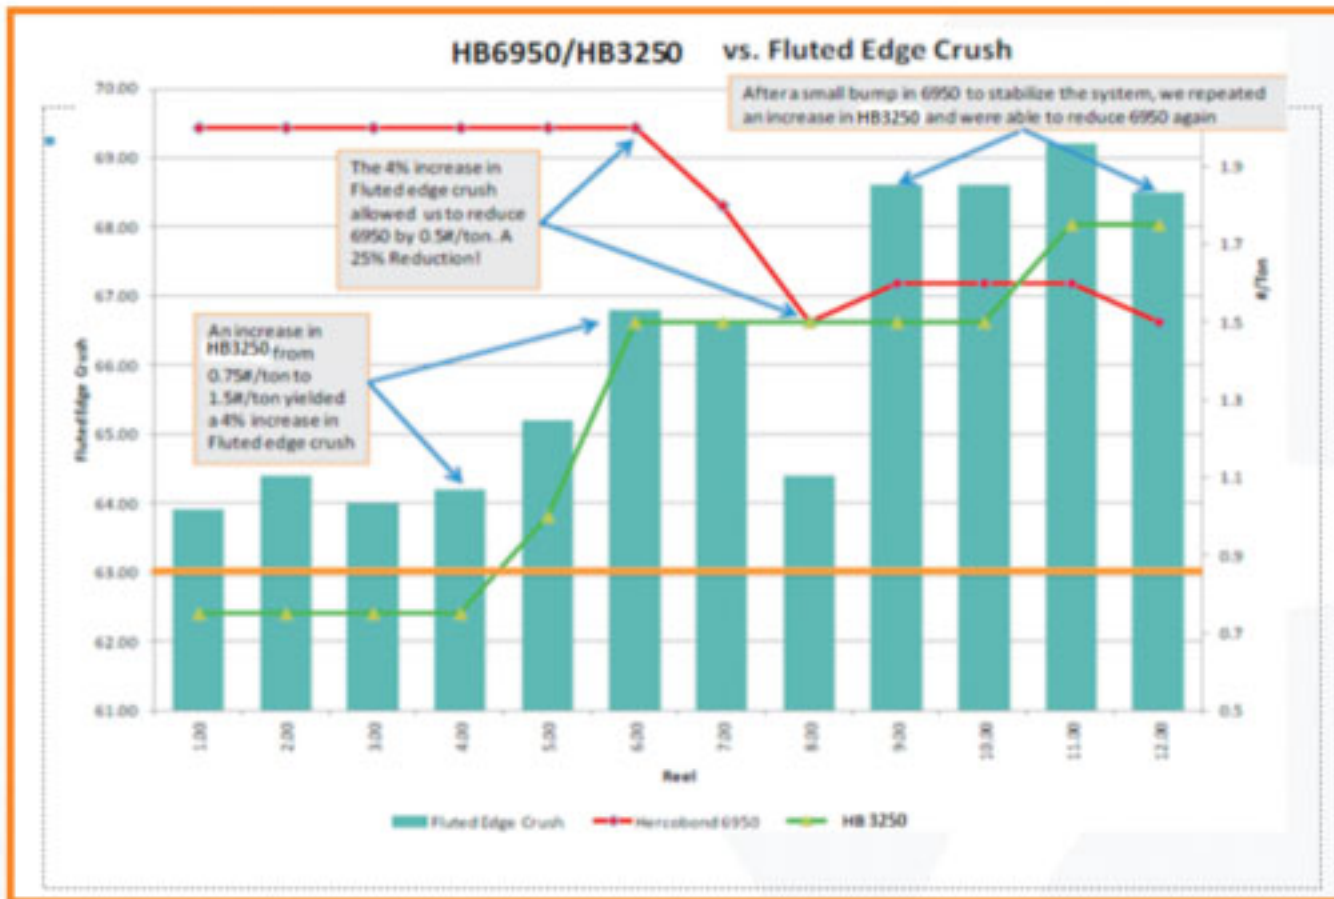 HB6950/HB3250 vs. Fluted Edge Crush
After a small bump in 6950 to stabilize the system, we repeated
an increase in HB3250 and were able to reduce 6950 again
The 4% increase in
Fluted edge crush
allowed us to reduce
6950 by 0.5#/ton. A
25% Reduction!
An increase in
HB3250 from
0.75#/ton to
1.5#/ton yielded
a 4% increase in
Fluted edge crush
Fluted Edge Crush
70.00
69.00
68.00
67.00
66.00
65.00
64.00
63.00
62.00
61.00
1.9
1.7
1.5
1.3
1.1
0.9
0.7
0.5
#/Ton
1.00
2.00
3.00
4.00
5.00
6.00
7.00
8.00
9.00
10.00
11.00
12.00
Reel
Fluted Edge Crush
Hercobond 6950
HB 3250